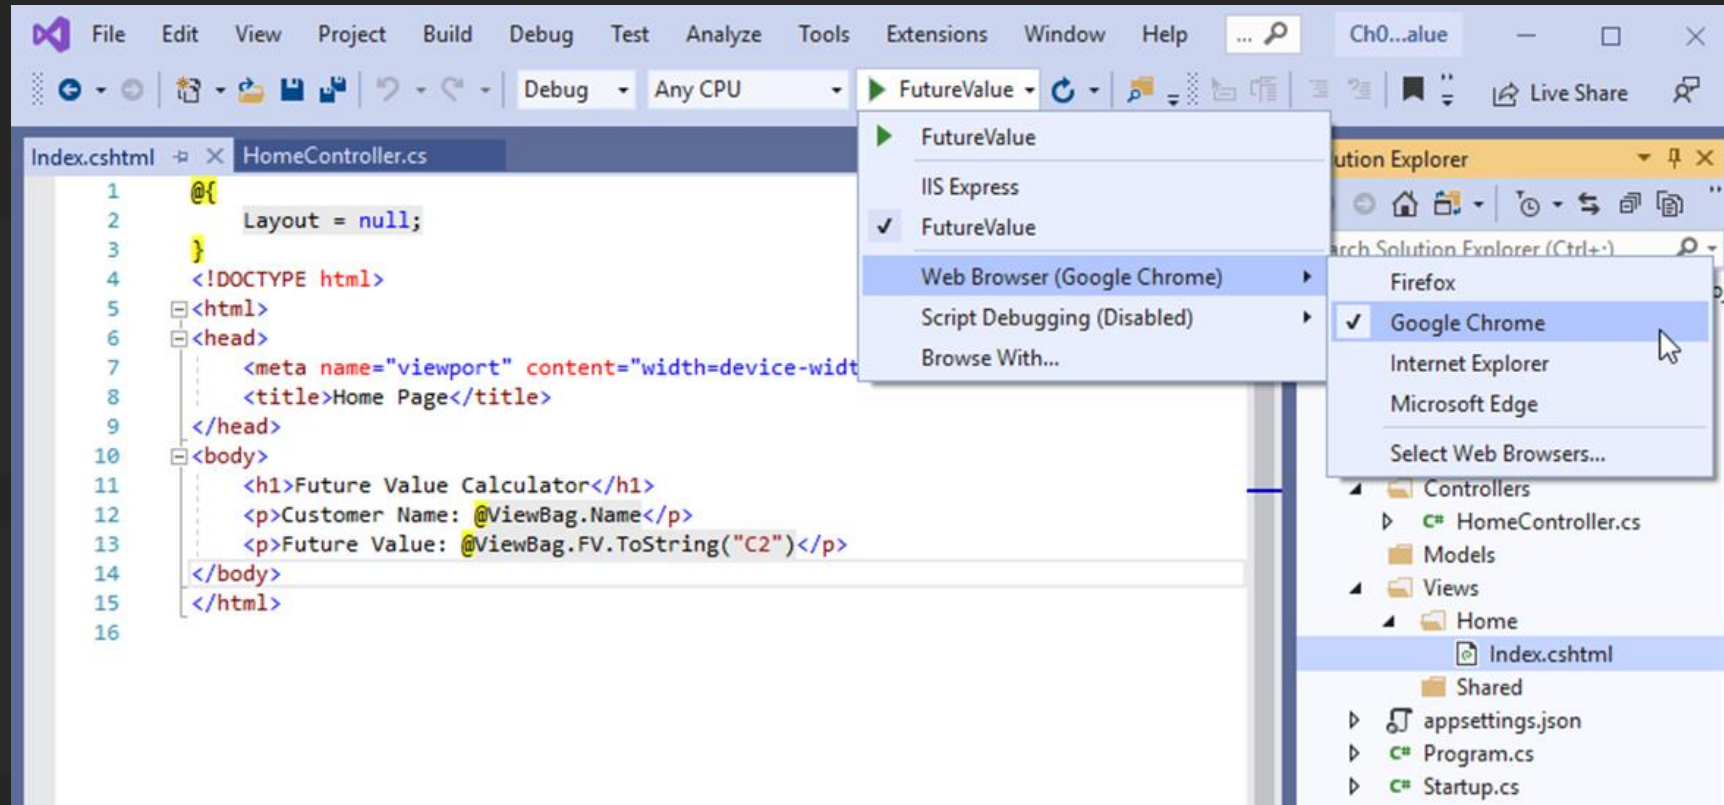 File Edit View Project Build Debug Test Analyze Tools Extensions Window Help ... Ch0...alue
Debug Any CPU FutureValue Live Share
Index.cshtml HomeController.cs
1 @{
2 Layout = null;
3 }
4 <!DOCTYPE html>
5 <html>
6 <head>
7 <meta name="viewport" content="width=device-widt
8 <title>Home Page</title>
9 </head>
10 <body>
11 <h1>Future Value Calculator</h1>
12 <p>Customer Name: @ViewBag.Name</p>
13 <p>Future Value: @ViewBag.FV.ToString("C2")</p>
14 </body>
15 </html>
16
FutureValue
IIS Express
FutureValue
Web Browser (Google Chrome)
Script Debugging (Disabled)
Browse With...
Firefox
Google Chrome
Internet Explorer
Microsoft Edge
Select Web Browsers...
ution Explorer
arch Solution Explorer (Ctrl+;)
Controllers
C# HomeController.cs
Models
Views
Home
Index.cshtml
Shared
appsettings.json
C# Program.cs
C# Startup.cs